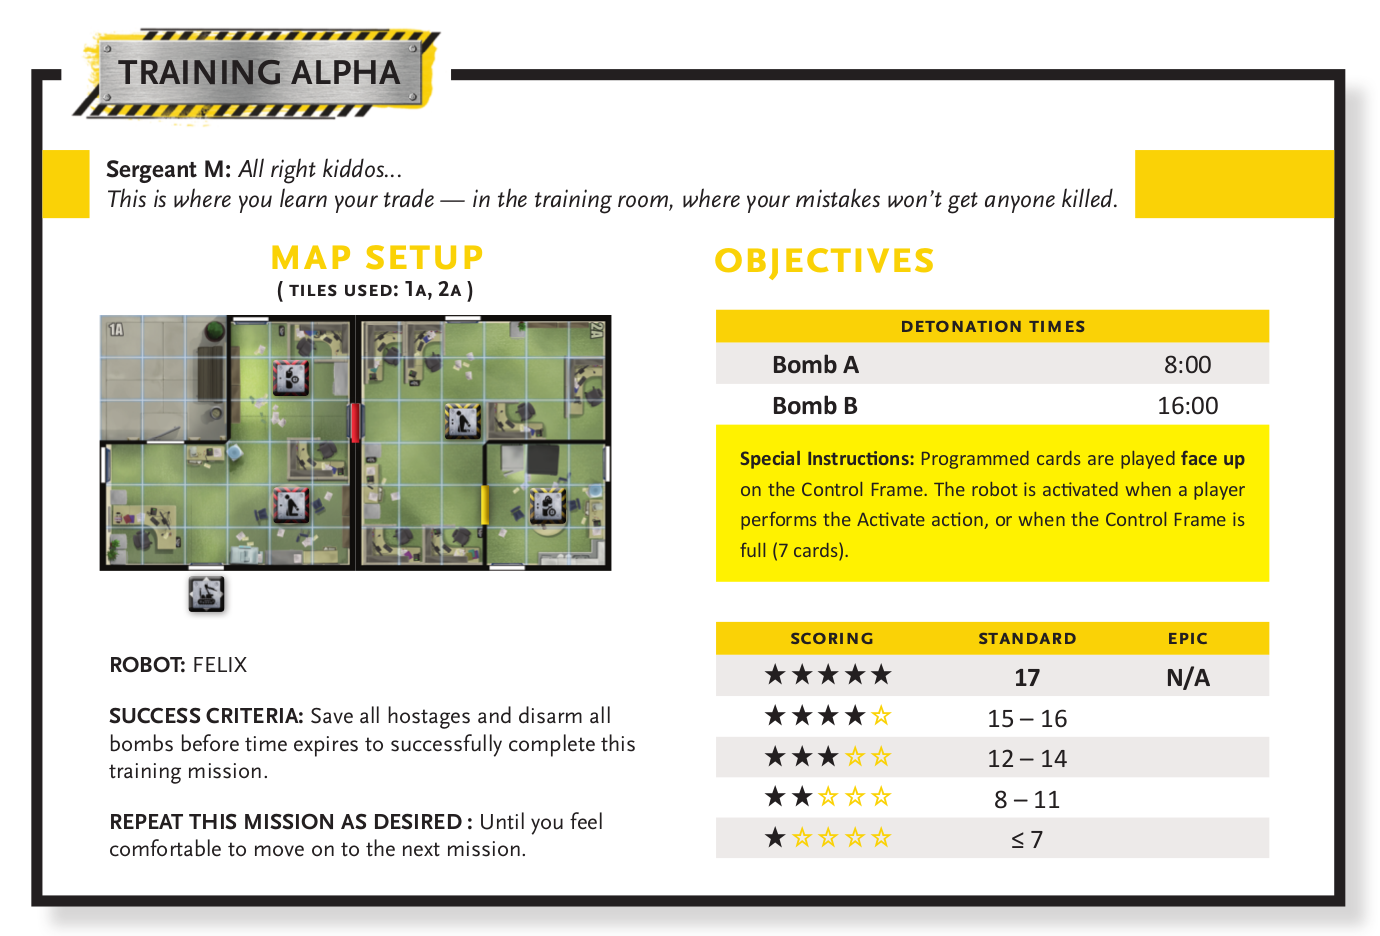 TRAINING ALPHA
Sergeant M: All right kiddos...
This is where you learn your trade — in the training room, where your mistakes won't get anyone killed.
MAP SETUP
( TILES USED: 1A, 2A )
1A
2A
ROBOT: FELIX
SUCCESS CRITERIA: Save all hostages and disarm all
bombs before time expires to successfully complete this
training mission.
REPEAT THIS MISSION AS DESIRED : Until you feel
comfortable to move on to the next mission.
OBJECTIVES
DETONATION TIMES
Bomb A 8:00
Bomb B 16:00
Special Instructions: Programmed cards are played face up
on the Control Frame. The robot is activated when a player
performs the Activate action, or when the Control Frame is
full (7 cards).
SCORING STANDARD EPIC
★★★★★ 17 N/A
★★★★☆ 15 – 16
★★★☆☆ 12 – 14
★★☆☆☆ 8 – 11
★☆☆☆☆ ≤ 7